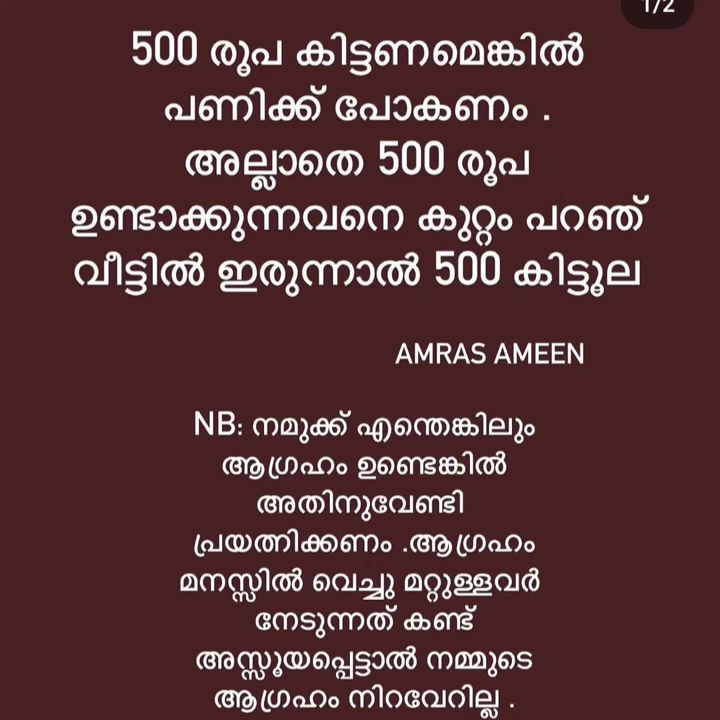 1/2
500 രൂപ കിട്ടണമെങ്കിൽ
പണിക്ക് പോകണം .
അല്ലാതെ 500 രൂപ
ഉണ്ടാക്കുന്നവനെ കുറ്റം പറഞ്ഞ്
വീട്ടിൽ ഇരുന്നാൽ 500 കിട്ടൂല
AMRAS AMEEN
NB: നമുക്ക് എന്തെങ്കിലും
ആഗ്രഹം ഉണ്ടെങ്കിൽ
അതിനുവേണ്ടി
പ്രയത്നിക്കണം .ആഗ്രഹം
മനസ്സിൽ വെച്ചു മറ്റുള്ളവർ
നേടുന്നത് കണ്ട്
അസ്സൂയപ്പെട്ടാൽ നമ്മുടെ
ആഗ്രഹം നിറവേറില്ല .